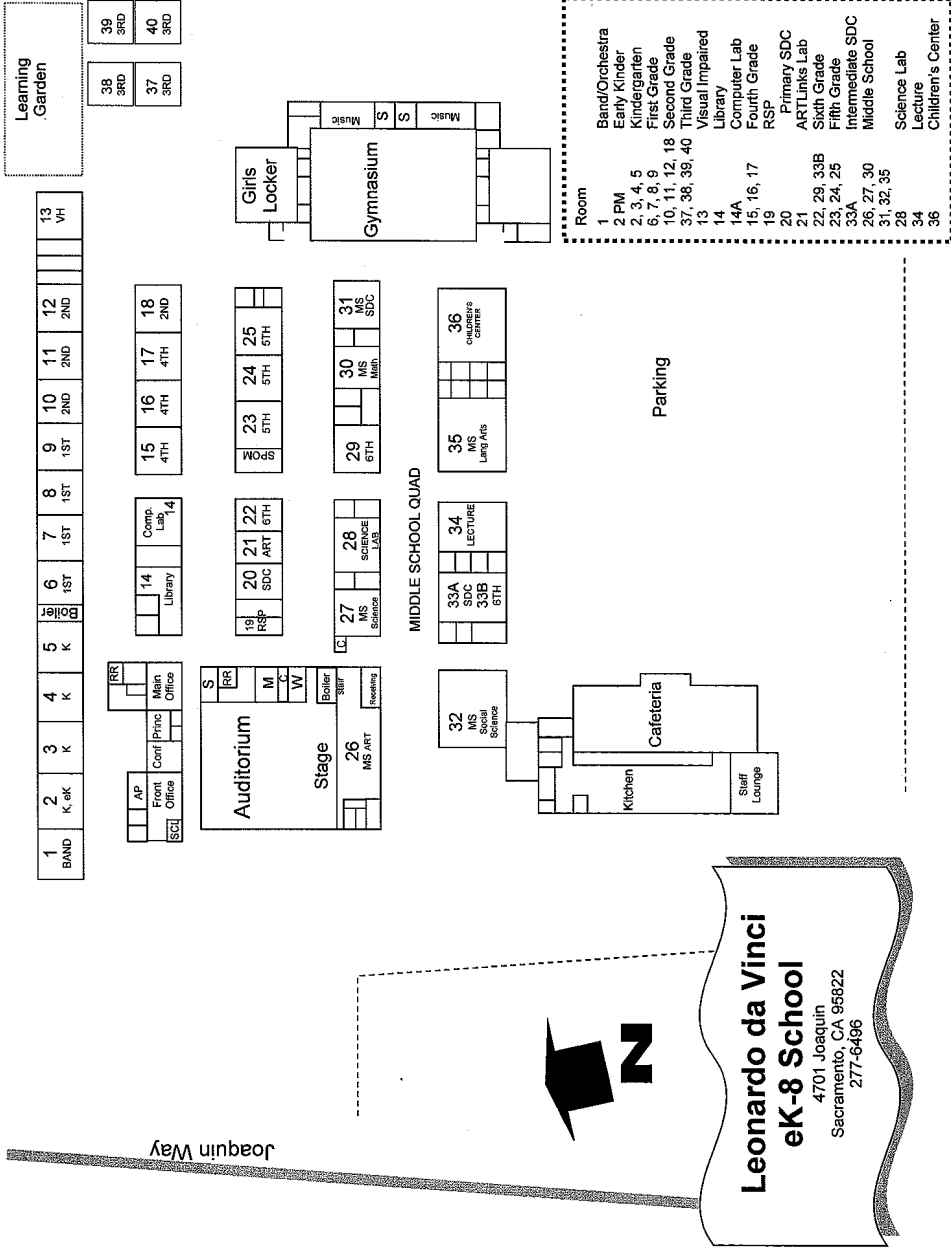 Learning
Garden
39
3RD
40
3RD
38
3RD
37
3RD
1
BAND
2
K, eK
3
K
4
K
5
K
Boiler
6
1ST
7
1ST
8
1ST
9
1ST
10
2ND
11
2ND
12
2ND
13
VH
AP
Front
Office
SCL
Conf
Princ
Main
Office
RR
14
Library
Comp.
Lab
14
15
4TH
16
4TH
17
4TH
18
2ND
Girls
Locker
Gymnasium
Music
S
S
Music
Auditorium
Stage
S
RR
M
C
W
Boiler
stair
Receiving
26
MS ART
19
RSP
20
SDC
21
ART
22
6TH
SPOM
23
5TH
24
5TH
25
5TH
C
27
MS
Science
28
SCIENCE
LAB
29
6TH
30
MS
Math
31
MS
SDC
MIDDLE SCHOOL QUAD
32
MS
Social
Science
33A
SDC
33B
6TH
34
LECTURE
35
MS
Lang Arts
36
CHILDREN'S
CENTER
Kitchen
Cafeteria
Staff
Lounge
Parking
Room
1 Band/Orchestra
2 PM Early Kinder
2, 3, 4, 5 Kindergarten
6, 7, 8, 9 First Grade
10, 11, 12, 18 Second Grade
37, 38, 39, 40 Third Grade
13 Visual Impaired
14 Library
14A Computer Lab
15, 16, 17 Fourth Grade
19 RSP
20 Primary SDC
21 ARTLinks Lab
22, 29, 33B Sixth Grade
23, 24, 25 Fifth Grade
33A Intermediate SDC
26, 27, 30 Middle School
31, 32, 35
28 Science Lab
34 Lecture
36 Children's Center
Joaquin Way
N
Leonardo da Vinci
eK-8 School
4701 Joaquin
Sacramento, CA 95822
277-6496